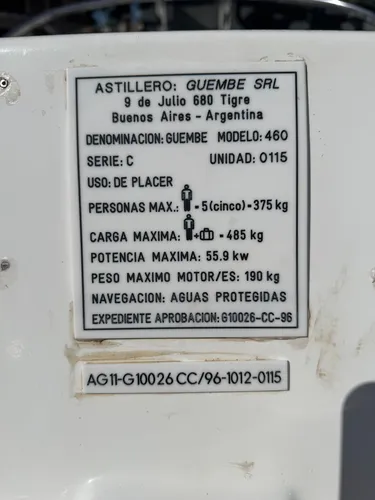 ASTILLERO: GUEMBE SRL
9 de Julio 680 Tigre
Buenos Aires - Argentina
DENOMINACION: GUEMBE MODELO: 460
SERIE: C UNIDAD: 0115
USO: DE PLACER
PERSONAS MAX.: - 5(cinco)-375 kg
CARGA MAXIMA: + - 485 kg
POTENCIA MAXIMA: 55.9 kw
PESO MAXIMO MOTOR/ES: 190 kg
NAVEGACION: AGUAS PROTEGIDAS
EXPEDIENTE APROBACION: G10026-CC-96
AG11-G10026 CC/96-1012-0115